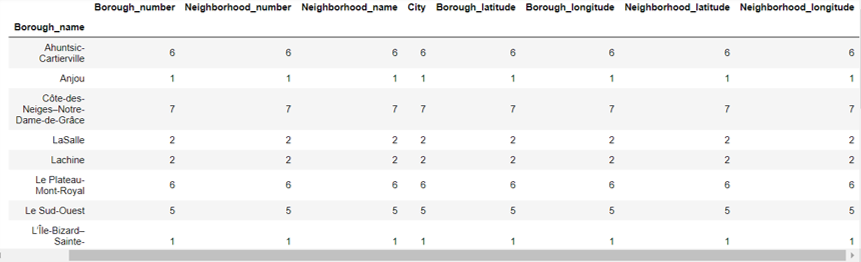 Borough_number Neighborhood_number Neighborhood_name City Borough_latitude Borough_longitude Neighborhood_latitude Neighborhood_longitude
Borough_name
Ahuntsic-
Cartierville 6 6 6 6 6 6 6 6
Anjou 1 1 1 1 1 1 1 1
Côte-des-
Neiges–Notre-
Dame-de-Grâce 7 7 7 7 7 7 7 7
LaSalle 2 2 2 2 2 2 2 2
Lachine 2 2 2 2 2 2 2 2
Le Plateau-
Mont-Royal 6 6 6 6 6 6 6 6
Le Sud-Ouest 5 5 5 5 5 5 5 5
L'Île-Bizard–
Sainte- 1 1 1 1 1 1 1 1